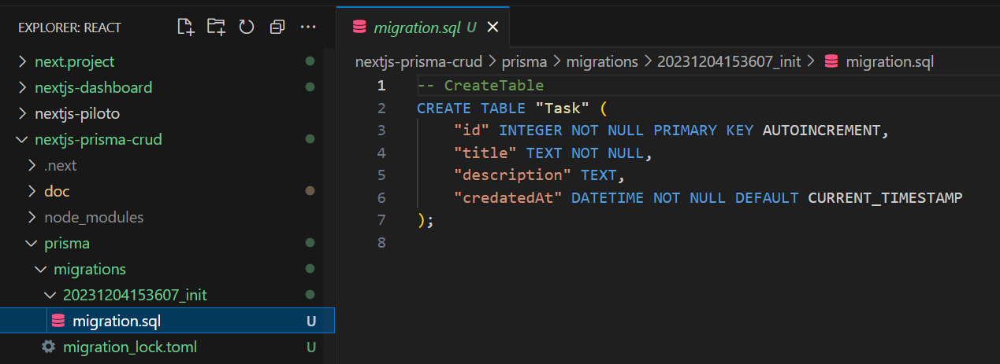 EXPLORER: REACT
next.project
nextjs-dashboard
nextjs-piloto
nextjs-prisma-crud
.next
doc
node_modules
prisma
migrations
20231204153607_init
migration.sql U
migration_lock.toml U
migration.sql U
nextjs-prisma-crud > prisma > migrations > 20231204153607_init > migration.sql
1 -- CreateTable
2 CREATE TABLE "Task" (
3 "id" INTEGER NOT NULL PRIMARY KEY AUTOINCREMENT,
4 "title" TEXT NOT NULL,
5 "description" TEXT,
6 "credatedAt" DATETIME NOT NULL DEFAULT CURRENT_TIMESTAMP
7 );
8